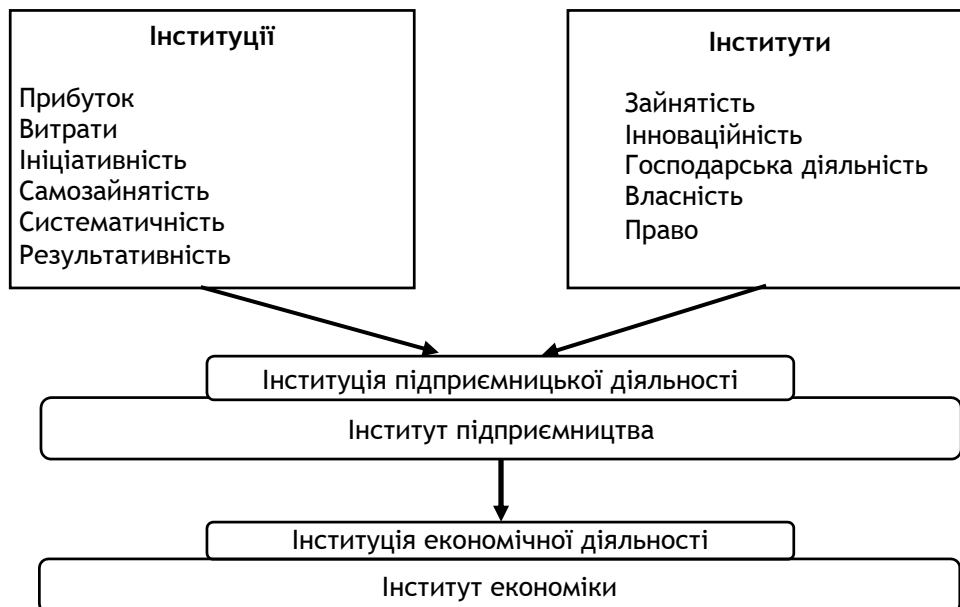 Інституції
Прибуток
Витрати
Ініціативність
Самозайнятість
Систематичність
Результативність
Інститути
Зайнятість
Інноваційність
Господарська діяльність
Власність
Право
Інституція підприємницької діяльності
Інститут підприємництва
Інституція економічної діяльності
Інститут економіки